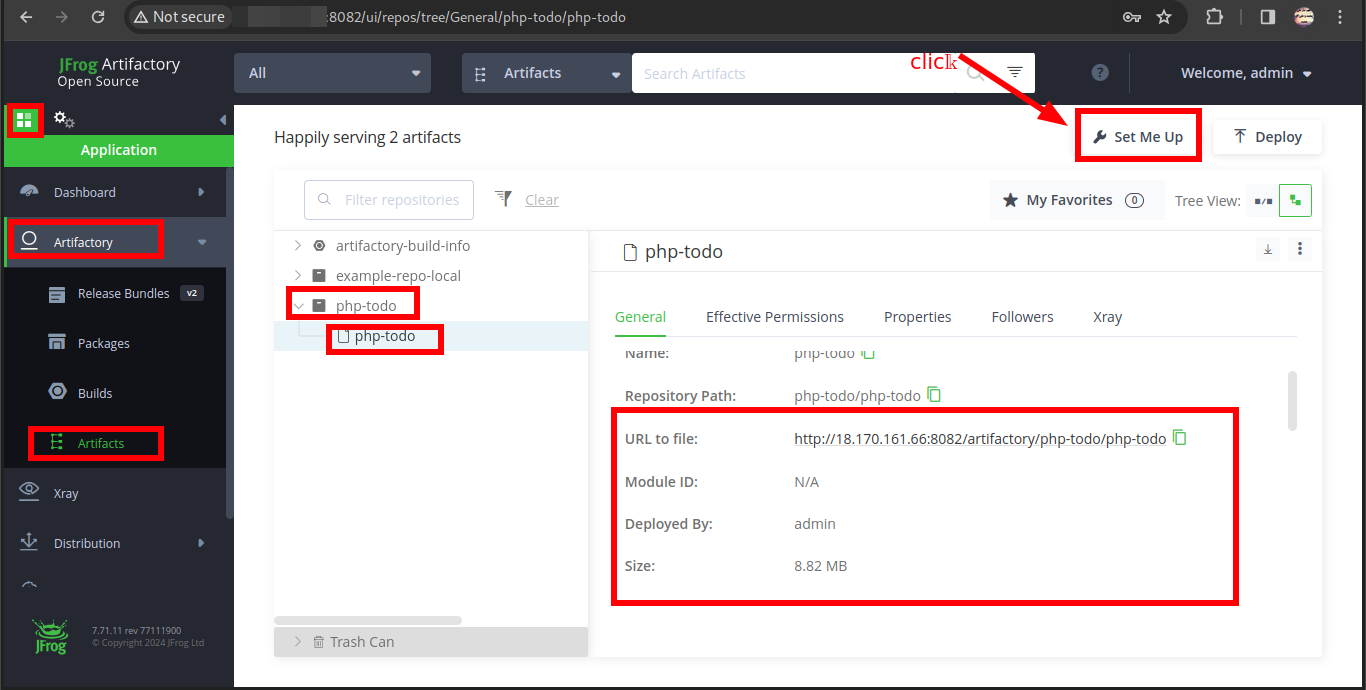 Not secure :8082/ui/repos/tree/General/php-todo/php-todo
JFrog Artifactory
Open Source
All
Artifacts
Search Artifacts
click
?
Welcome, admin
Application
Happily serving 2 artifacts
Set Me Up
Deploy
Dashboard
Filter repositories
Clear
My Favorites 0
Tree View:
Artifactory
artifactory-build-info
example-repo-local
php-todo
php-todo
php-todo
Release Bundles v2
Packages
Builds
Artifacts
Xray
Distribution
General
Effective Permissions
Properties
Followers
Xray
Name: php-todo
Repository Path: php-todo/php-todo
URL to file: http://18.170.161.66:8082/artifactory/php-todo/php-todo
Module ID: N/A
Deployed By: admin
Size: 8.82 MB
Trash Can
JFrog
7.71.11 rev 77111900
© Copyright 2024 JFrog Ltd